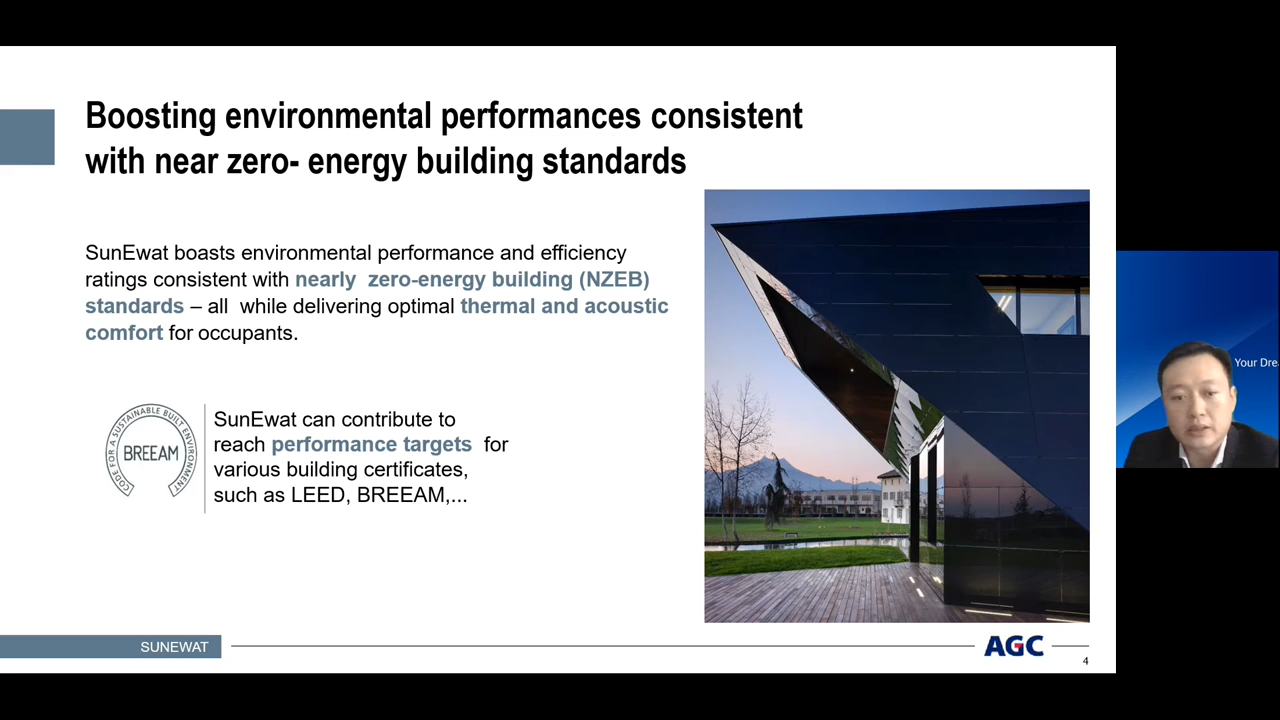 Boosting environmental performances consistent
with near zero- energy building standards
SunEwat boasts environmental performance and efficiency
ratings consistent with nearly  zero-energy building (NZEB)
standards – all  while delivering optimal thermal and acoustic
comfort for occupants.
CODE FOR A SUSTAINABLE BUILT ENVIRONMENT
BREEAM
SunEwat can contribute to
reach performance targets  for
various building certificates,
such as LEED, BREEAM,...
Your Dre
SUNEWAT
AGC
4